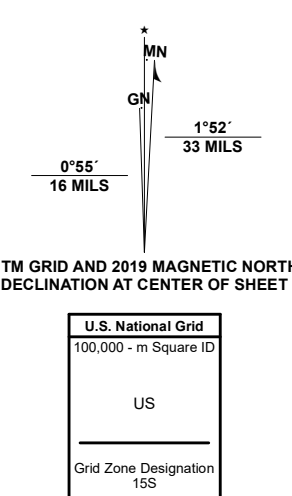 ★
MN
GN
1°52´
33 MILS
0°55´
16 MILS
TM GRID AND 2019 MAGNETIC NORTH
DECLINATION AT CENTER OF SHEET
U.S. National Grid
100,000 - m Square ID
US
Grid Zone Designation
15S